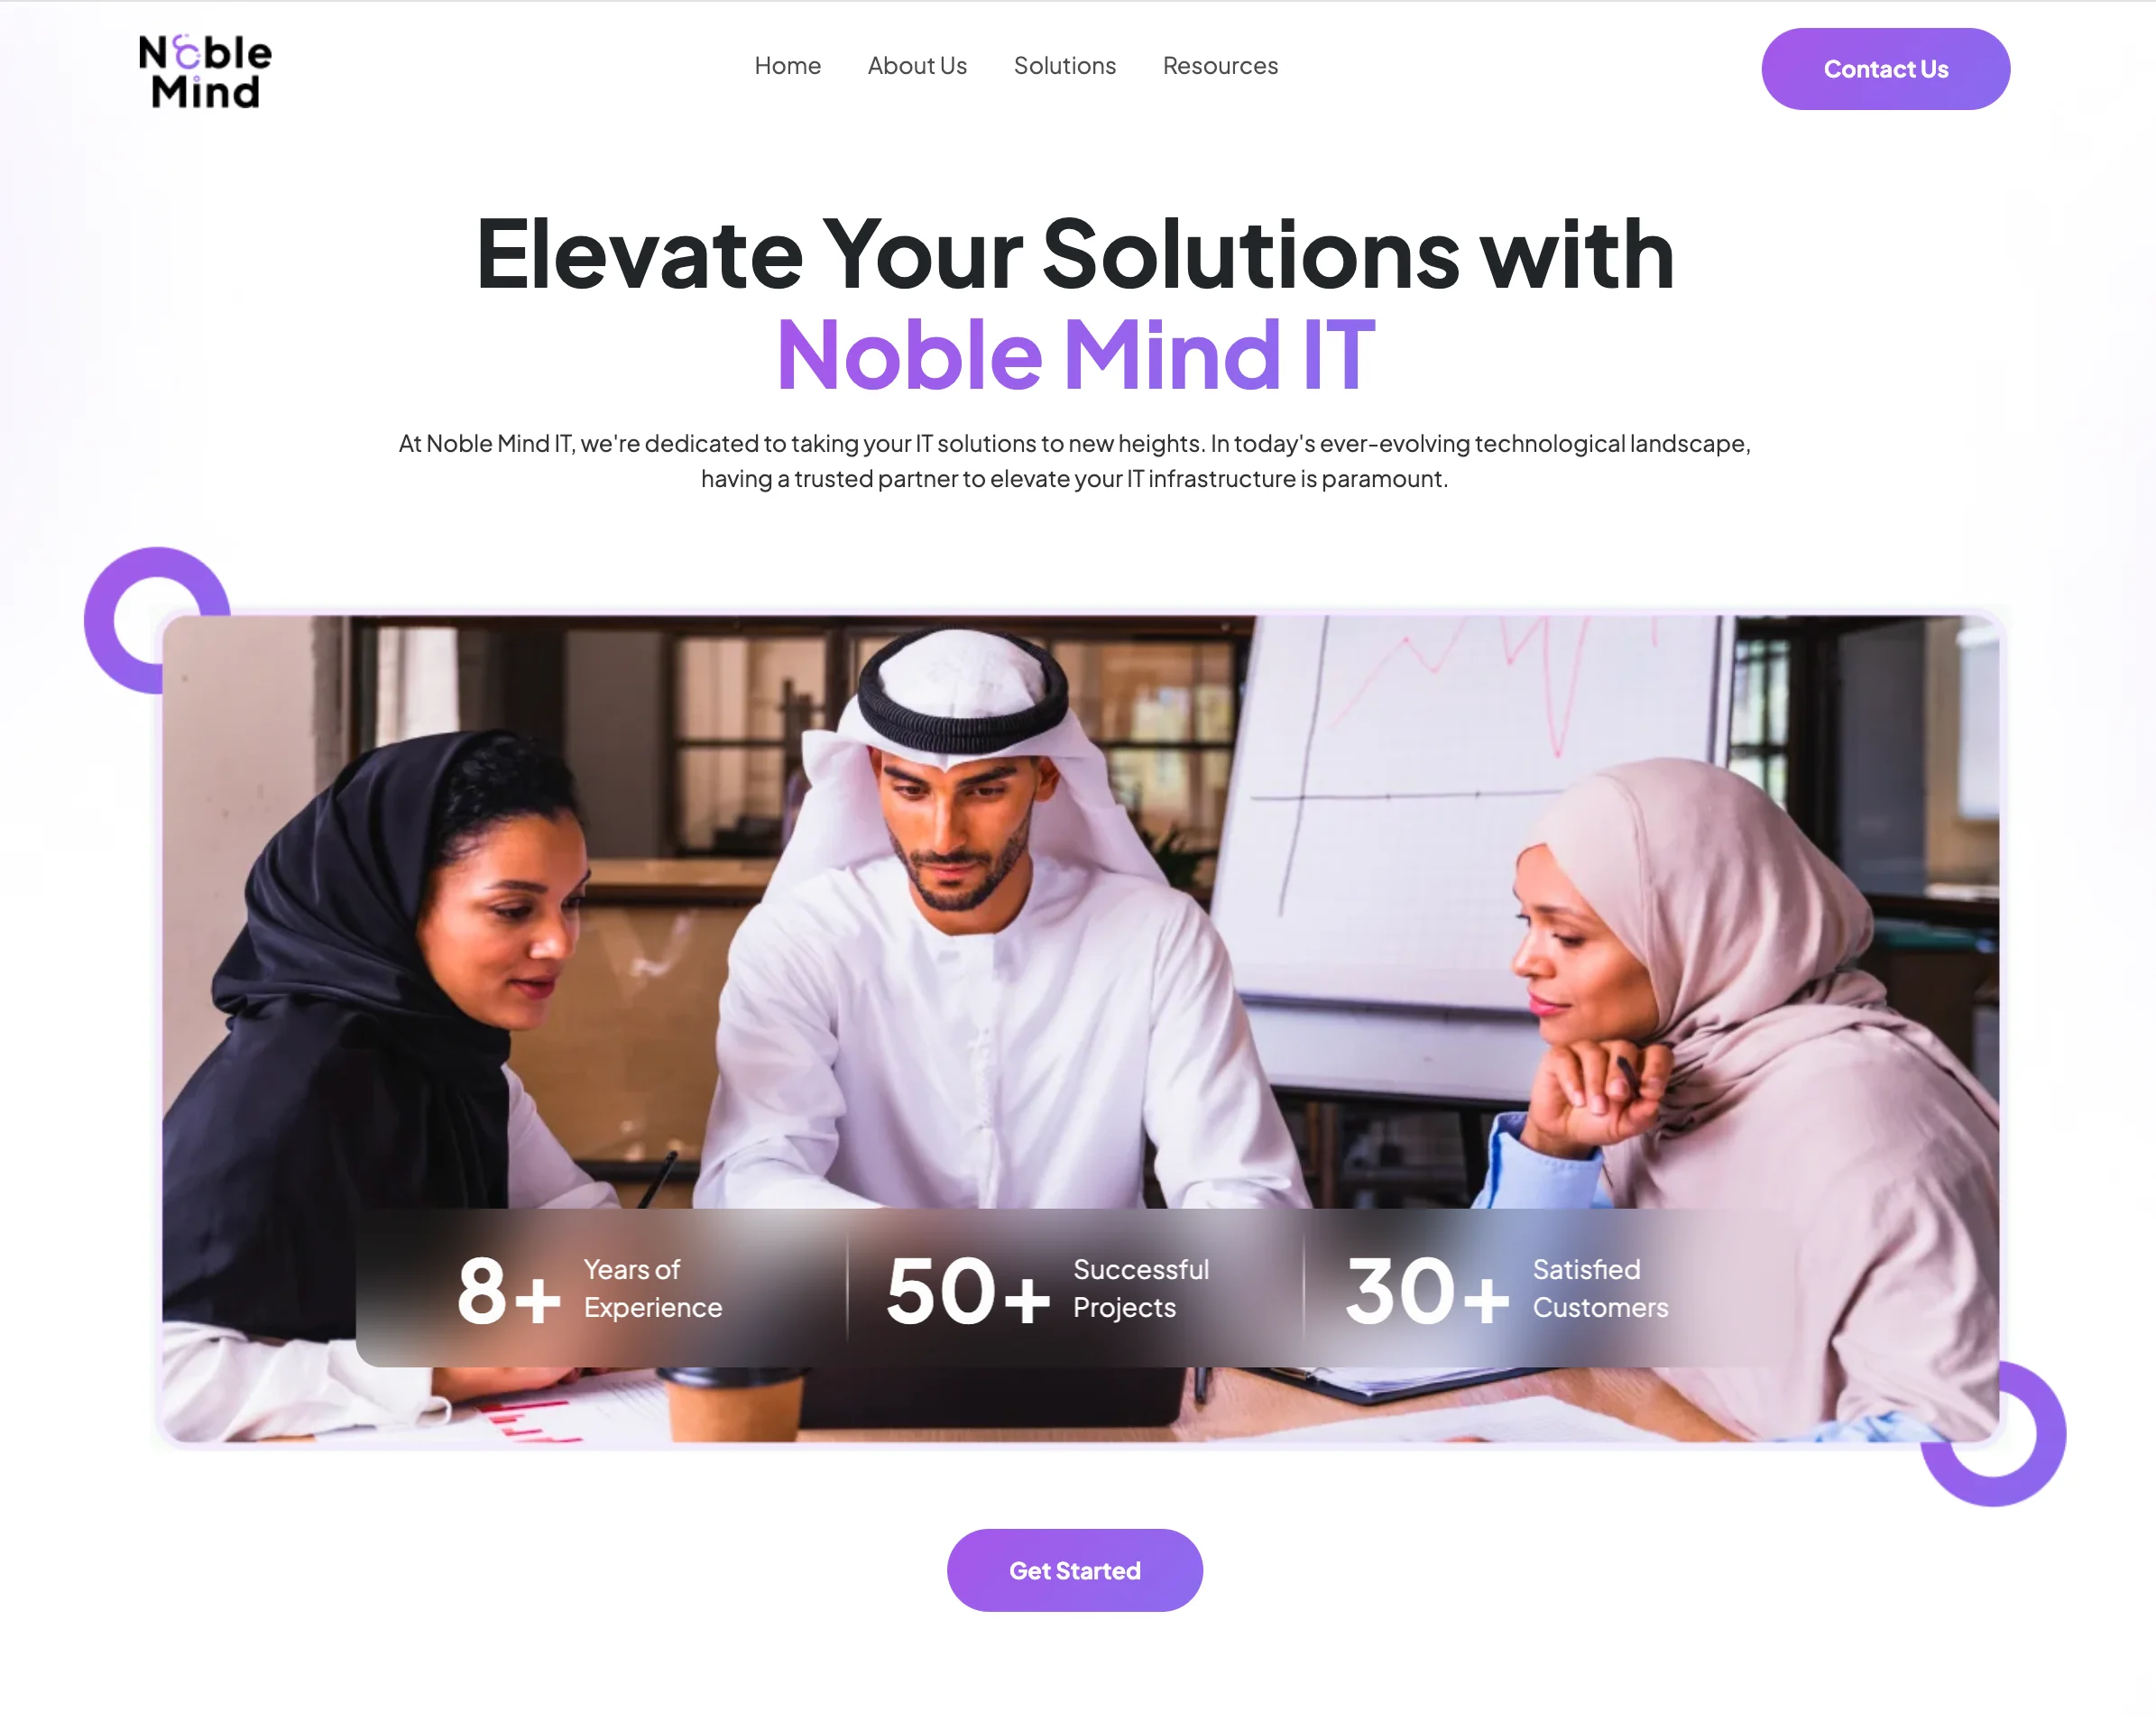 Noble
Mind
Home
About Us
Solutions
Resources
Contact Us
Elevate Your Solutions with
Noble Mind IT
At Noble Mind IT, we're dedicated to taking your IT solutions to new heights. In today's ever-evolving technological landscape,
having a trusted partner to elevate your IT infrastructure is paramount.
8+
Years of
Experience
50+
Successful
Projects
30+
Satisfied
Customers
Get Started